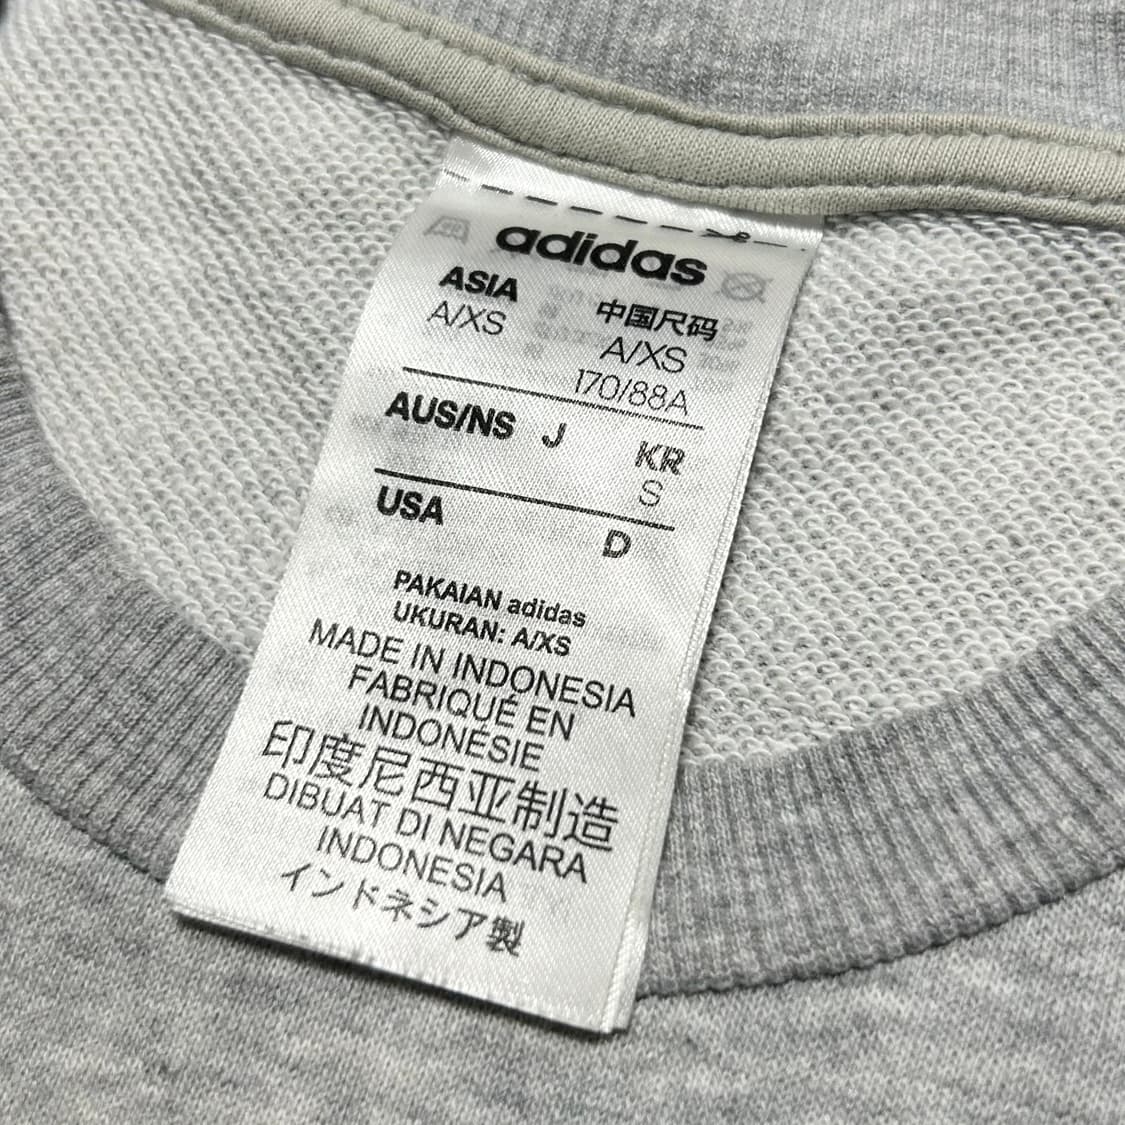 adidas
ASIA 中国尺码
A/XS A/XS
170/88A
AUS/NS J KR
S
USA D
PAKAIAN adidas
UKURAN: A/XS
MADE IN INDONESIA
FABRIQUÉ EN
INDONÉSIE
印度尼西亚制造
DIBUAT DI NEGARA
INDONESIA
インドネシア製